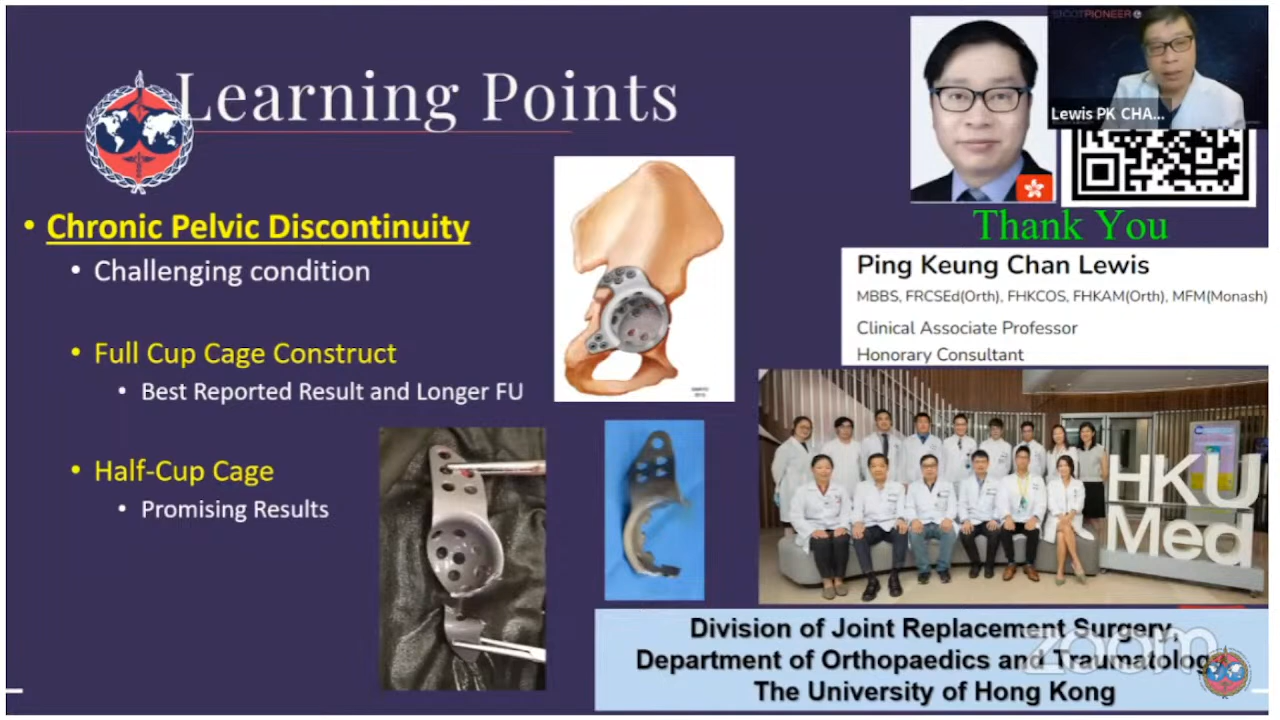 Learning Points
• Chronic Pelvic Discontinuity
• Challenging condition
• Full Cup Cage Construct
• Best Reported Result and Longer FU
• Half-Cup Cage
• Promising Results
Lewis PK CHA...
Thank You
Ping Keung Chan Lewis
MBBS, FRCSEd(Orth), FHKCOS, FHKAM(Orth), MFM(Monash)
Clinical Associate Professor
Honorary Consultant
HKU
Med
Division of Joint Replacement Surgery,
Department of Orthopaedics and Traumatolog
The University of Hong Kong
zoom